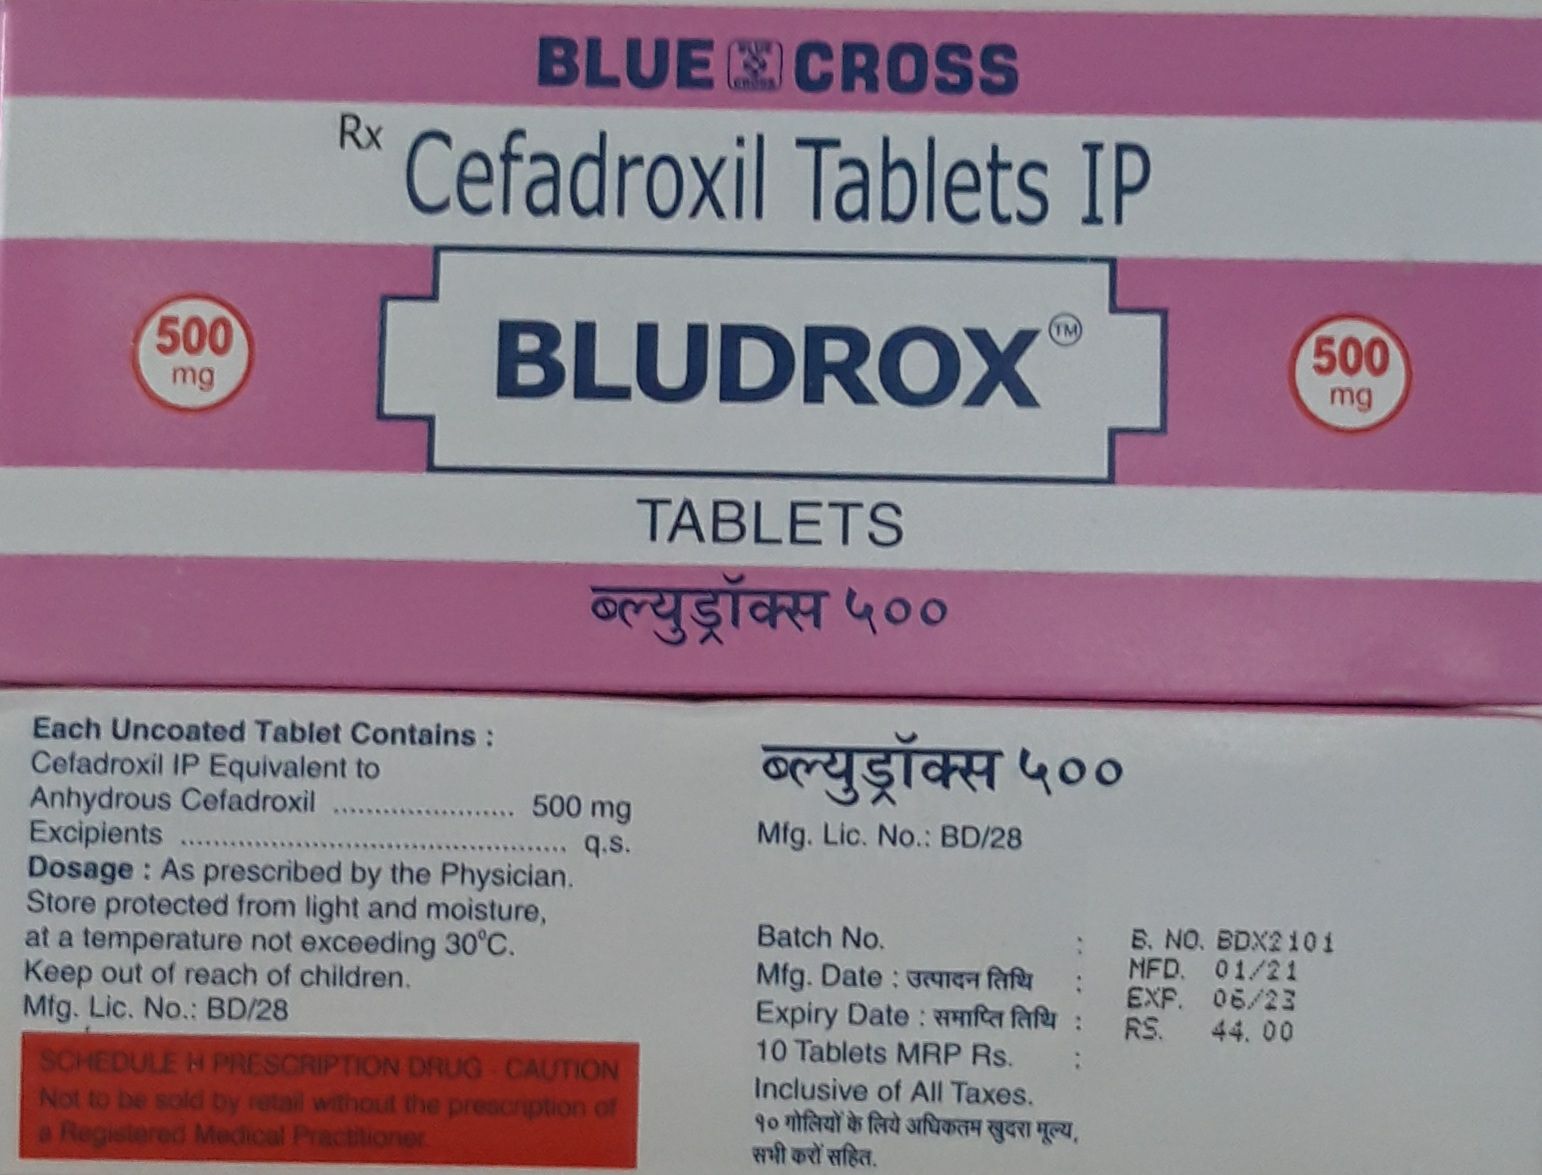 BLUE BLUE CROSS CROSS
Rx Cefadroxil Tablets IP
500 mg
BLUDROX™
500 mg
TABLETS
ब्ल्युड्रॉक्स ५००
Each Uncoated Tablet Contains :
Cefadroxil IP Equivalent to
Anhydrous Cefadroxil ...................... 500 mg
Excipients ............................................... q.s.
Dosage : As prescribed by the Physician.
Store protected from light and moisture,
at a temperature not exceeding 30°C.
Keep out of reach of children.
Mfg. Lic. No.: BD/28
SCHEDULE H PRESCRIPTION DRUG - CAUTION
Not to be sold by retail without the prescription of
a Registered Medical Practitioner.
ब्ल्युड्रॉक्स ५००
Mfg. Lic. No.: BD/28
Batch No. : B. NO. BDX2101
Mfg. Date : उत्पादन तिथि : MFD. 01/21
Expiry Date : समाप्ति तिथि : EXP. 06/23
10 Tablets MRP Rs. : RS. 44.00
Inclusive of All Taxes.
१० गोलियों के लिये अधिकतम खुदरा मूल्य,
सभी करों सहित.